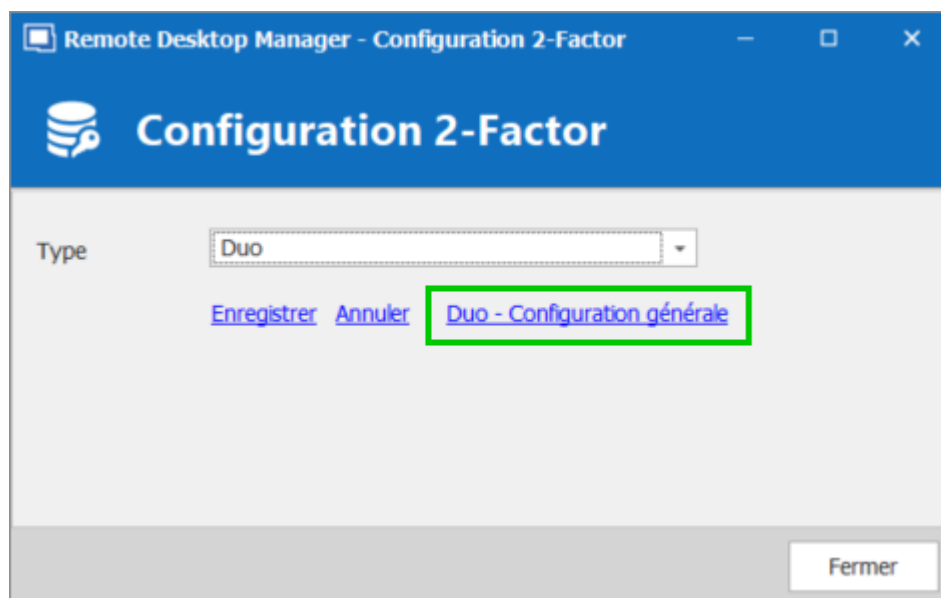 Remote Desktop Manager - Configuration 2-Factor
Configuration 2-Factor
Type Duo
Enregistrer Annuler Duo - Configuration générale
Fermer